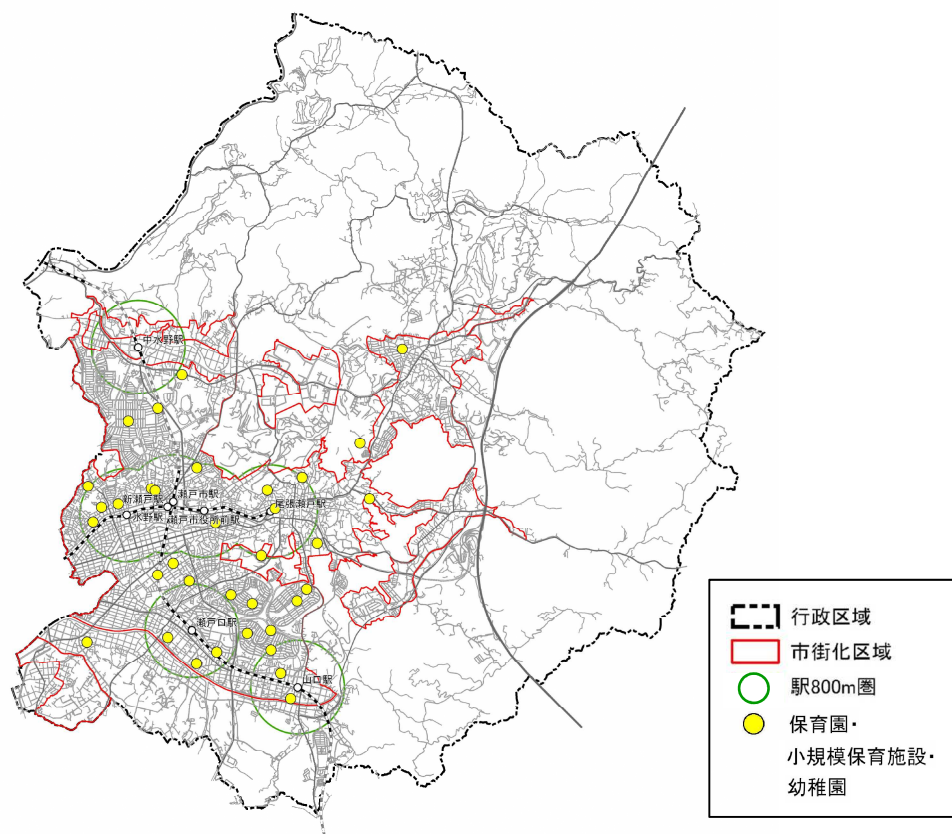 中水野駅
尾張瀬戸駅
瀬戸市駅
新瀬戸駅
水野駅
瀬戸市役所前駅
瀬戸口駅
山口駅
行政区域
市街化区域
駅800m圏
保育園・
小規模保育施設・
幼稚園